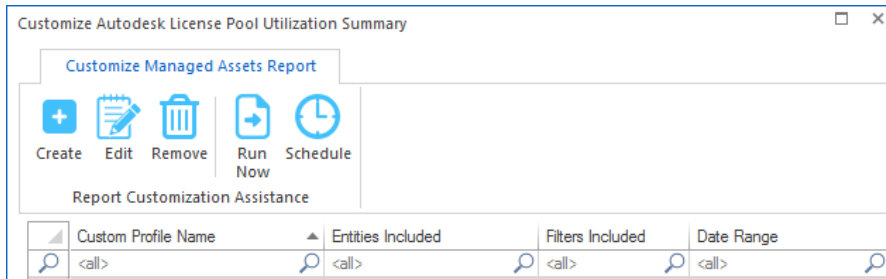 Customize Autodesk License Pool Utilization Summary
Customize Managed Assets Report
Create Edit Remove Run Now Schedule
Report Customization Assistance
Custom Profile Name Entities Included Filters Included Date Range
<all> <all> <all> <all>